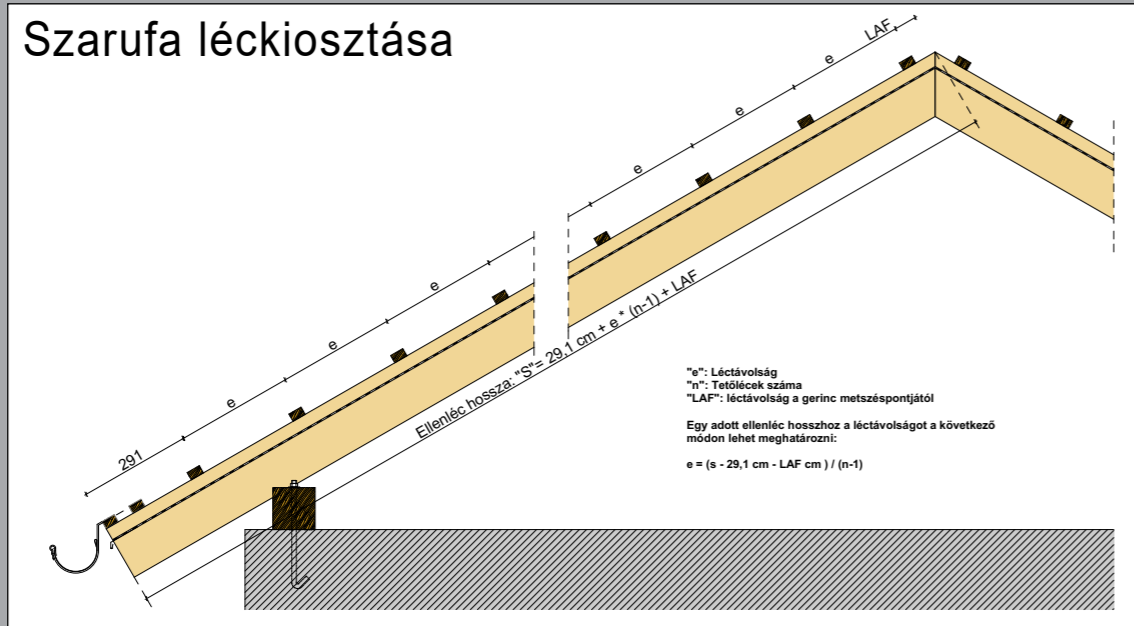 Szarufa léckiosztása
LAF
e
e
e
e
e
e
291
Ellenléc hossza: "S"= 29,1 cm + e * (n-1) + LAF
"e": Léctávolság
"n": Tetőlécek száma
"LAF": léctávolság a gerinc metszéspontjától
Egy adott ellenléc hosszhoz a léctávolságot a következő
módon lehet meghatározni:
e = (s - 29,1 cm - LAF cm ) / (n-1)